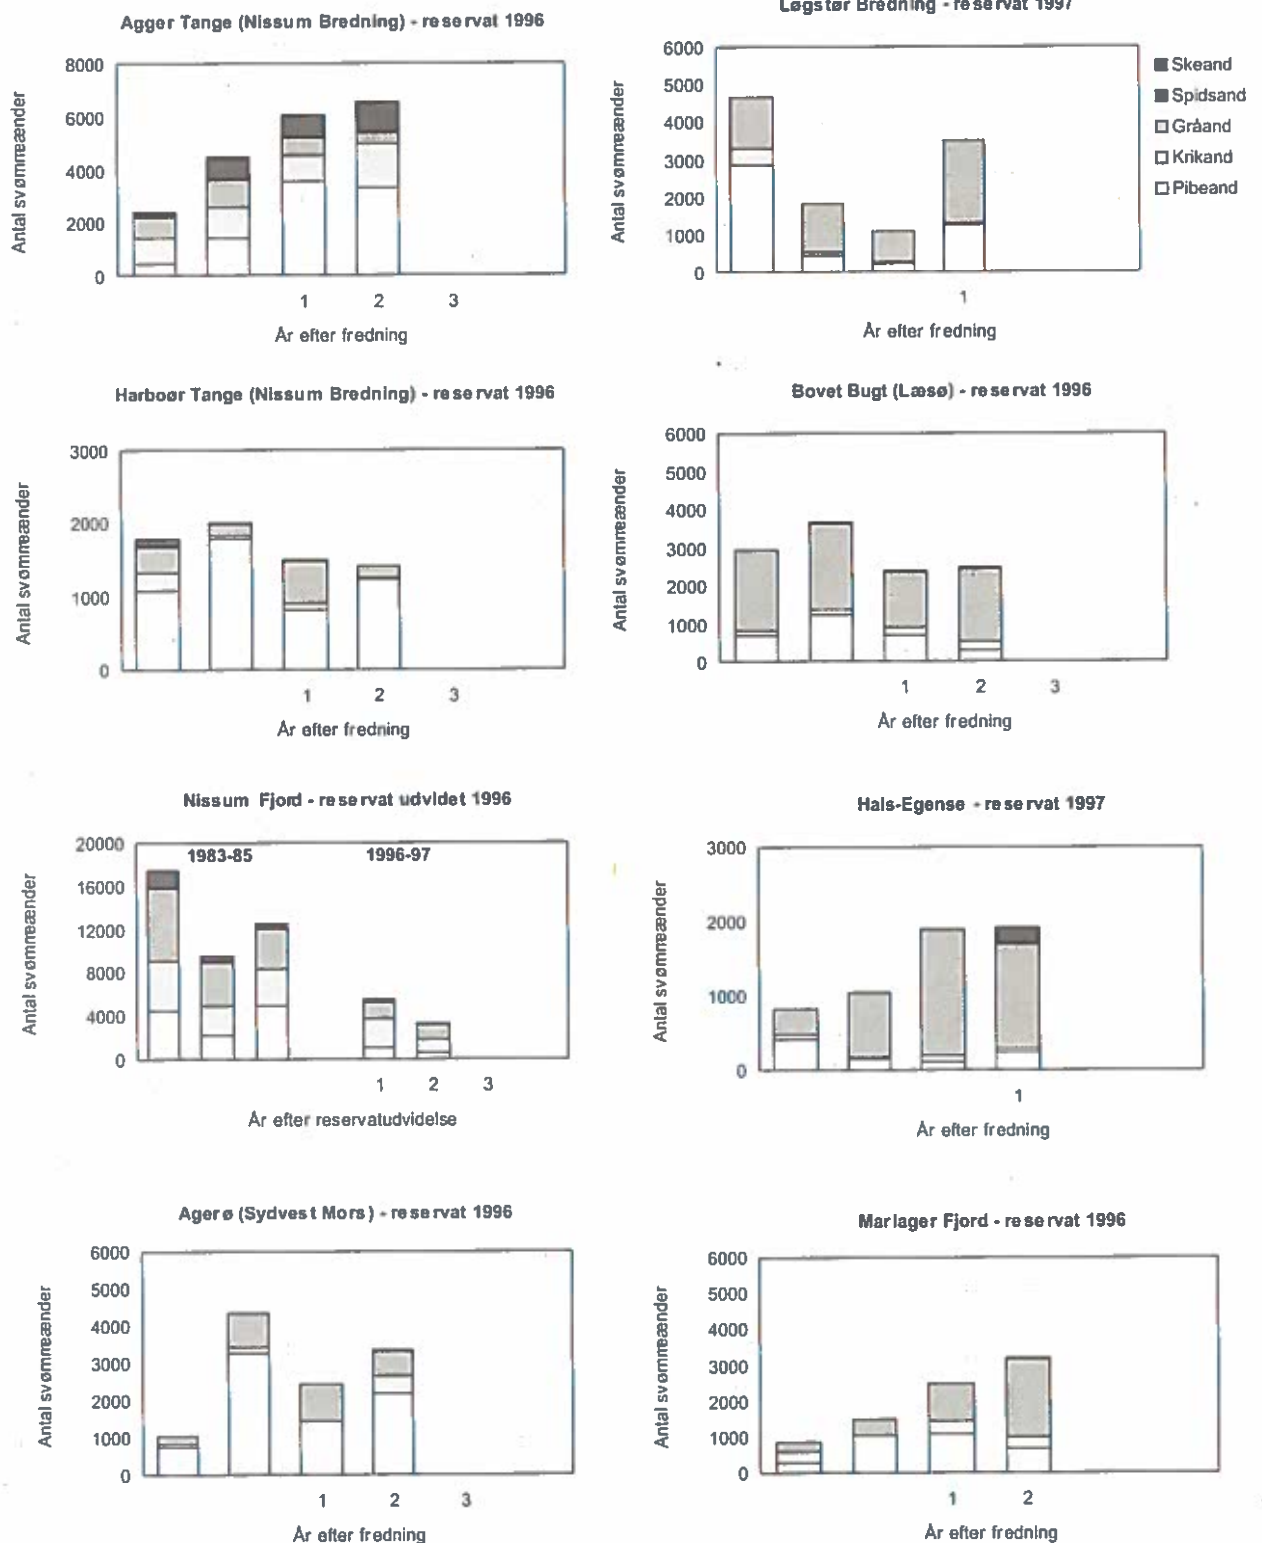 Agger Tange (Nissum Bredning) - reservat 1996
Antal svømmeænder
8000
6000
4000
2000
0
1 2 3
År efter fredning
Løgstør Bredning - reservat 1997
Antal svømmeænder
6000
5000
4000
3000
2000
1000
0
1
År efter fredning
Skeand
Spidsand
Gråand
Krikand
Pibeand
Harboør Tange (Nissum Bredning) - reservat 1996
Antal svømmeænder
3000
2000
1000
0
1 2 3
År efter fredning
Bovet Bugt (Læsø) - reservat 1996
Antal svømmeænder
6000
5000
4000
3000
2000
1000
0
1 2 3
År efter fredning
Nissum Fjord - reservat udvidet 1996
Antal svømmeænder
20000
16000
12000
8000
4000
0
1983-85 1996-97
1 2 3
År efter reservatudvidelse
Hals-Egense - reservat 1997
Antal svømmeænder
3000
2000
1000
0
1
År efter fredning
Agerø (Sydvest Mors) - reservat 1996
Antal svømmeænder
6000
5000
4000
3000
2000
1000
0
1 2 3
År efter fredning
Mariager Fjord - reservat 1996
Antal svømmeænder
6000
5000
4000
3000
2000
1000
0
1 2
År efter fredning